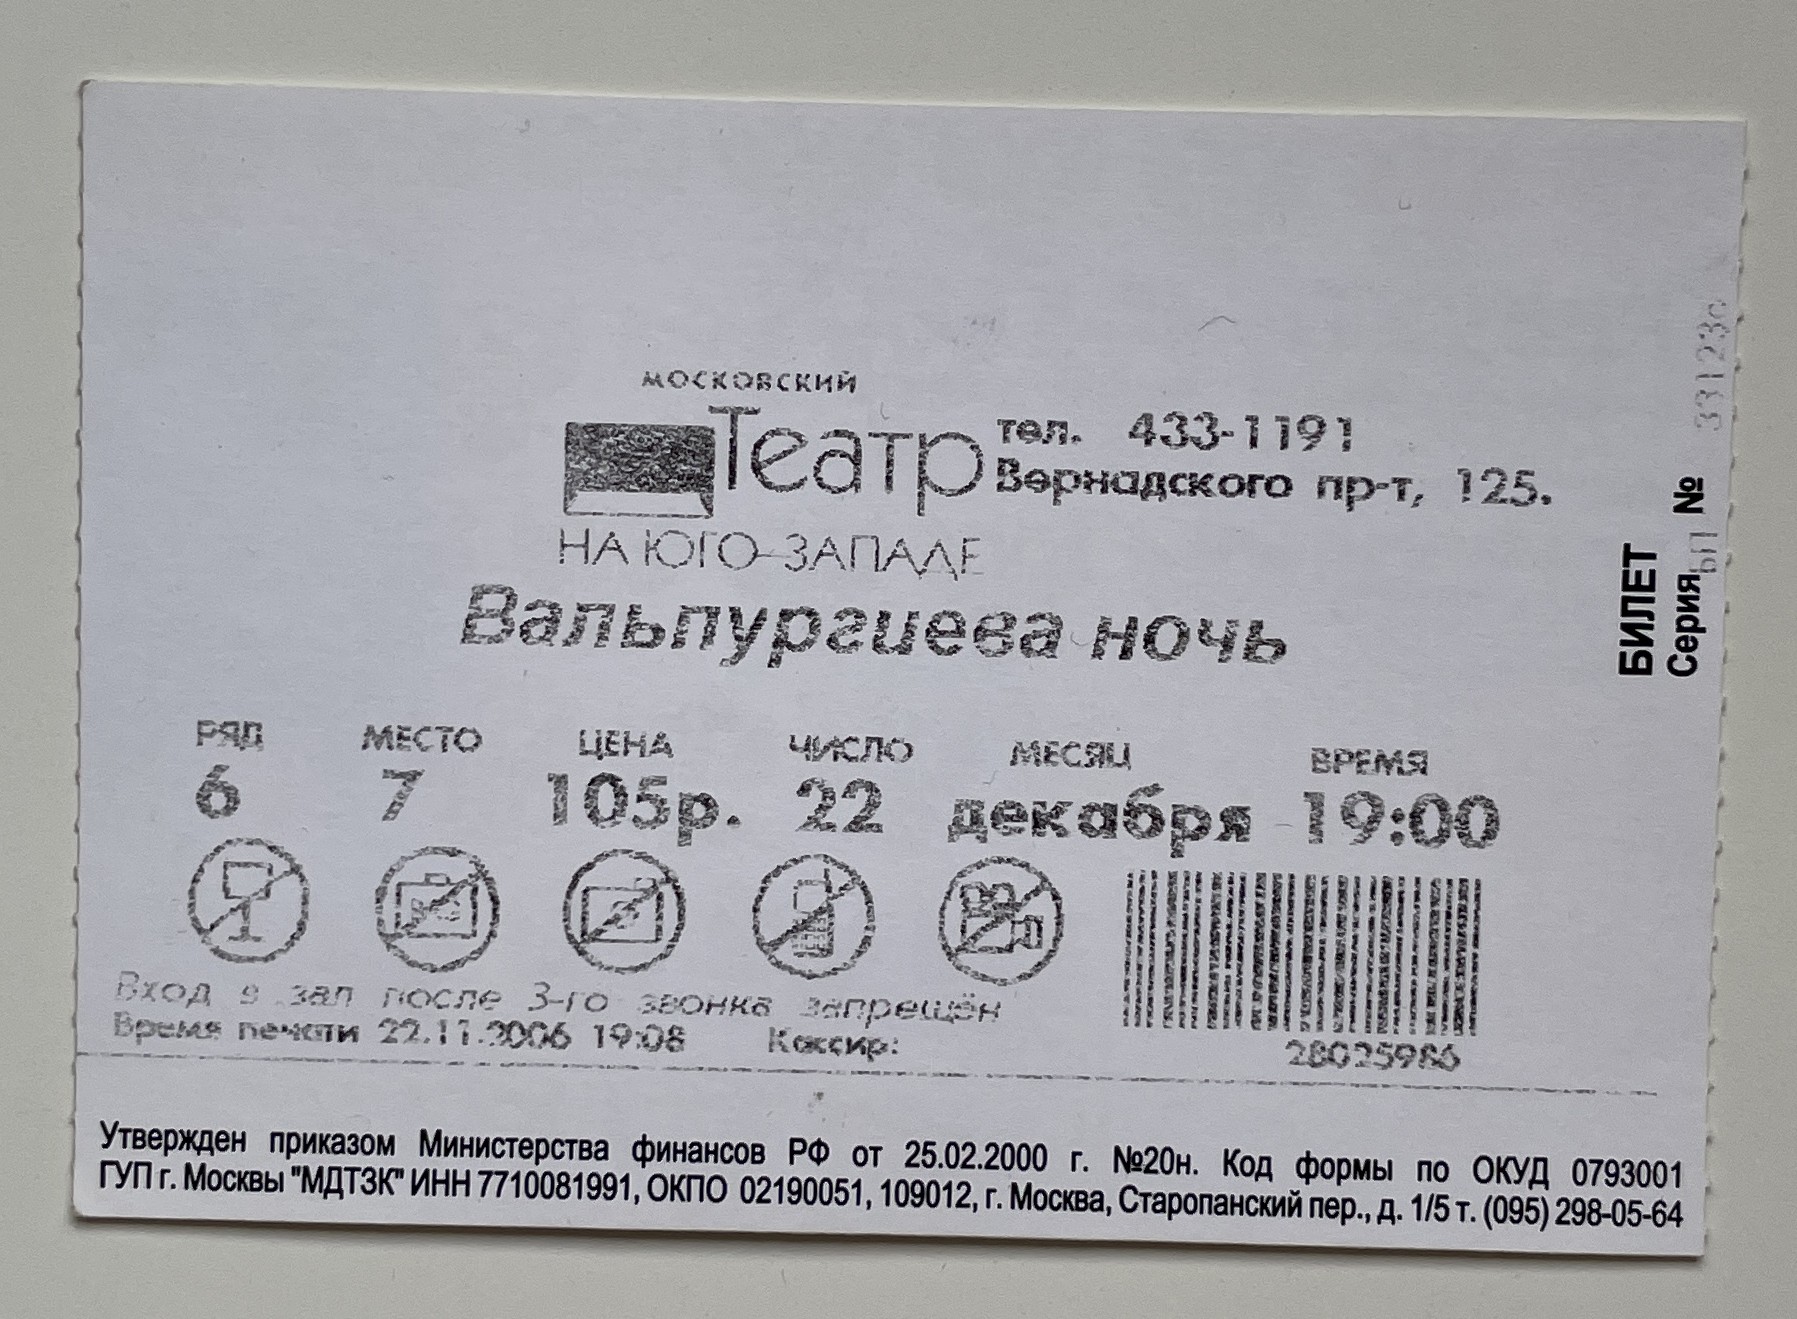 московский
Театр
тел. 433-1191
Вернадского пр-т, 125.
НА ЮГО-ЗАПАДЕ
Вальпургиева ночь
РЯД МЕСТО ЦЕНА ЧИСЛО МЕСЯЦ ВРЕМЯ
6 7 105р. 22 декабря 19:00
Вход в зал после 3-го звонка запрещён
Время печати 22.11.2006 19:08 Кассир:
28025986
Утвержден приказом Министерства финансов РФ от 25.02.2000 г. №20н. Код формы по ОКУД 0793001
ГУП г. Москвы "МДТЗК" ИНН 7710081991, ОКПО 02190051, 109012, г. Москва, Старопанский пер., д. 1/5 т. (095) 298-05-64
БИЛЕТ
Серия БП №